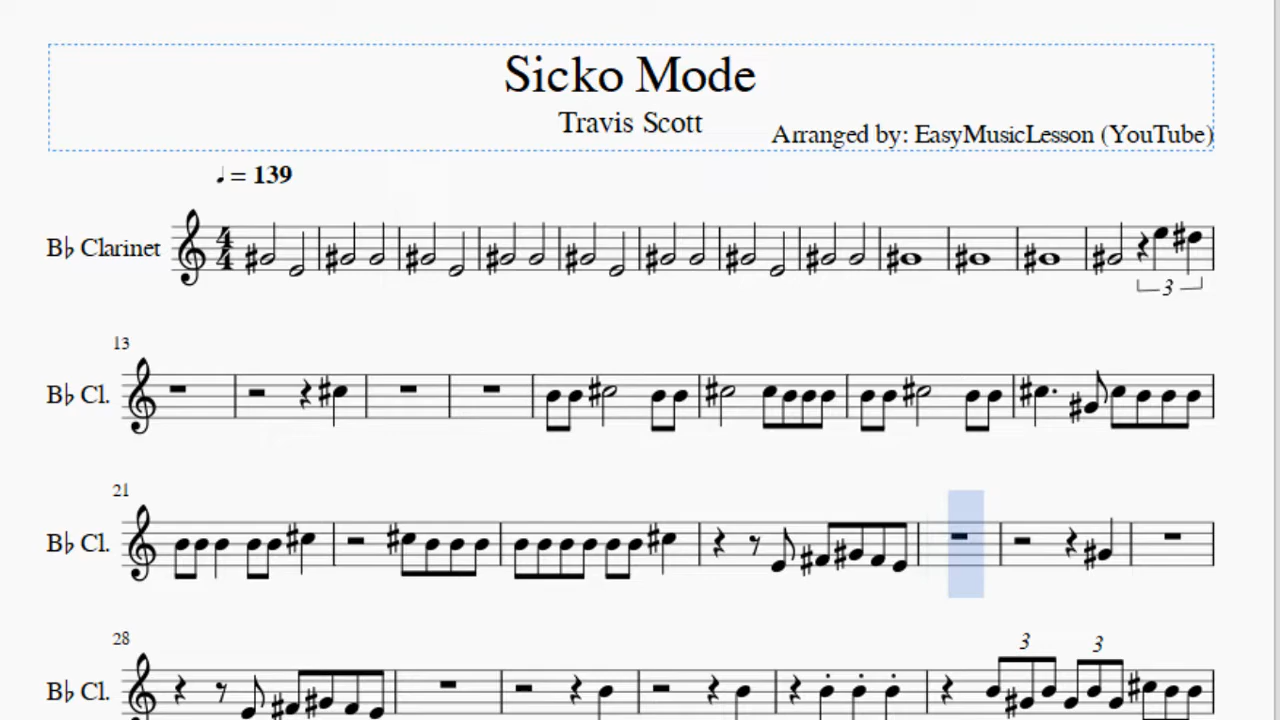 Sicko Mode
Travis Scott
Arranged by: EasyMusicLesson (YouTube)
♩ = 139
B♭ Clarinet
4
4
3
13
B♭ Cl.
21
B♭ Cl.
28
3
3
B♭ Cl.